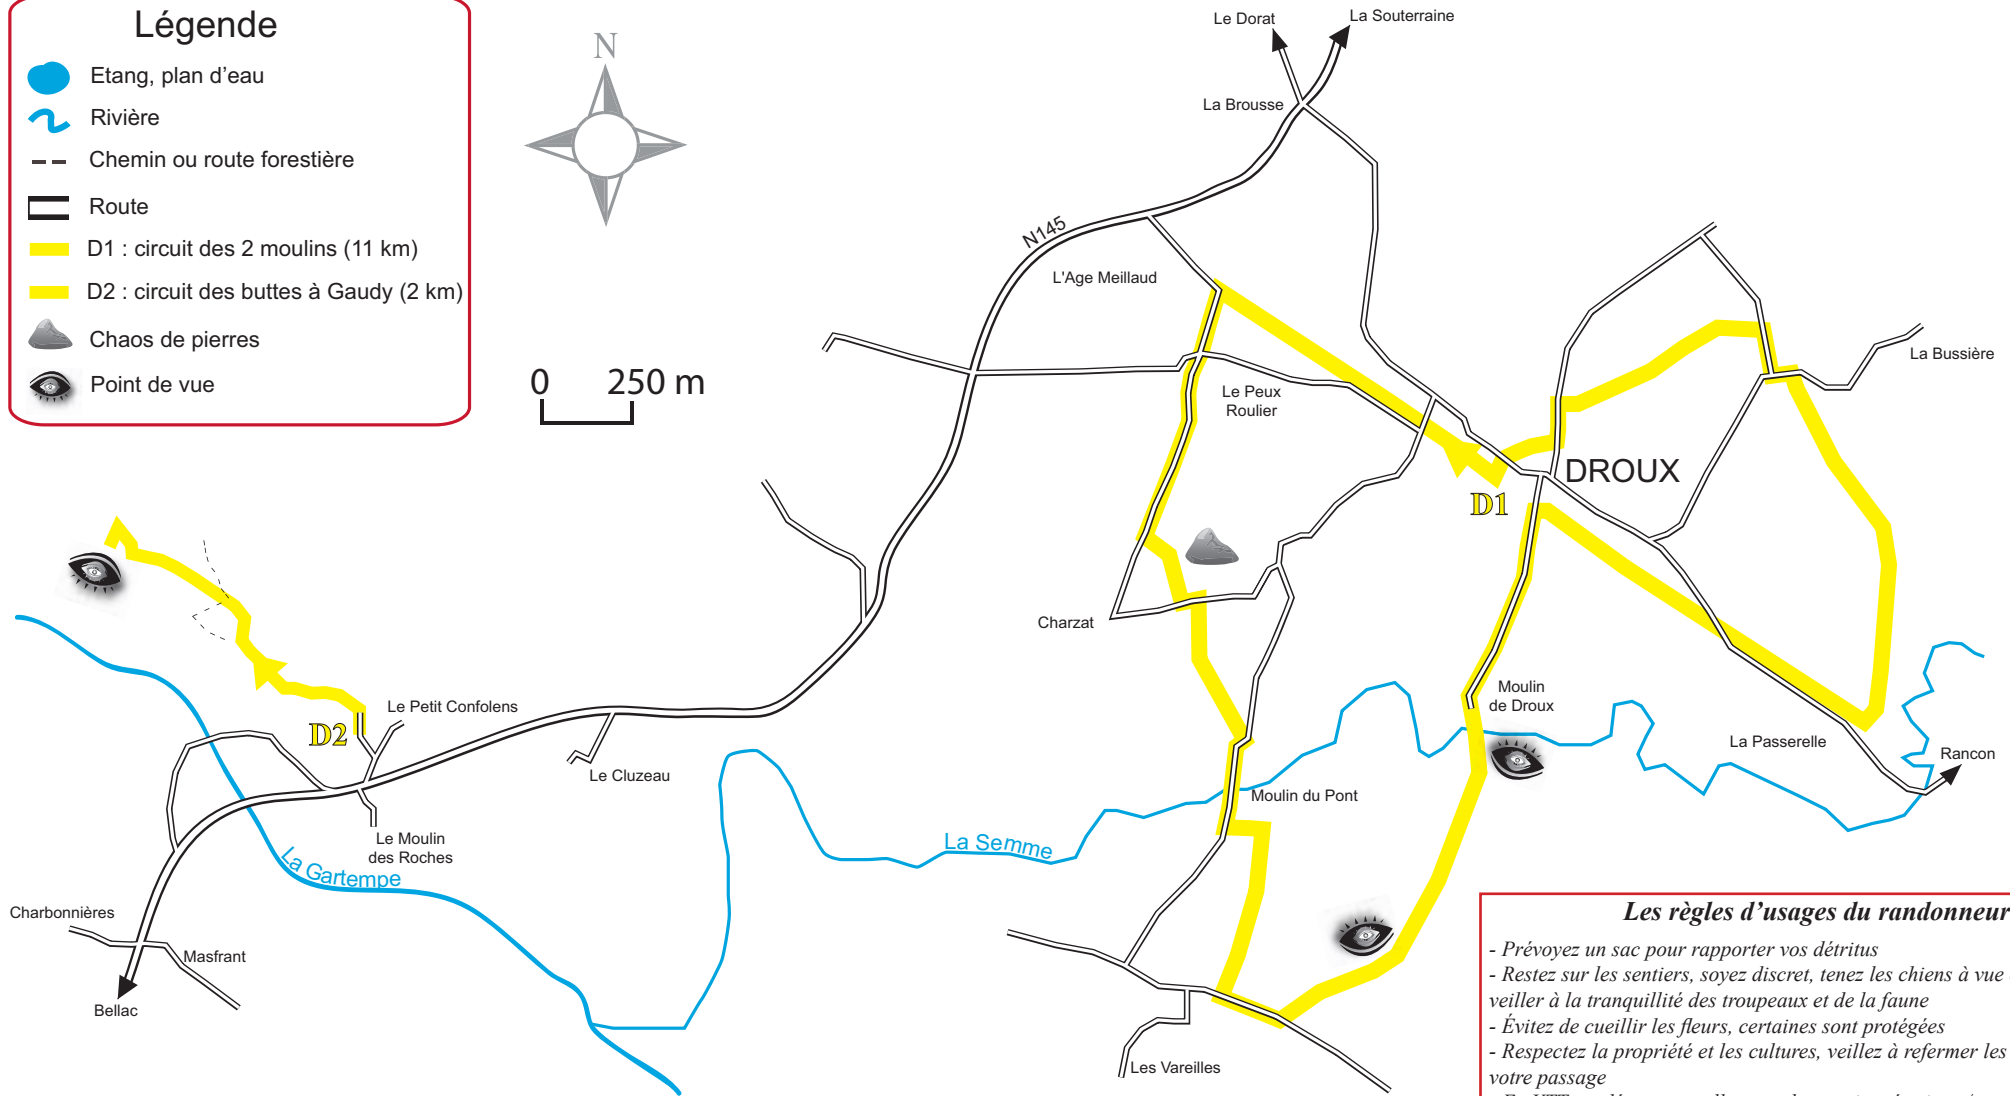 Légende
Etang, plan d'eau
Rivière
Chemin ou route forestière
Route
D1 : circuit des 2 moulins (11 km)
D2 : circuit des buttes à Gaudy (2 km)
Chaos de pierres
Point de vue
N
0 250 m
Le Dorat
La Souterraine
La Brousse
N145
L'Age Meillaud
La Bussière
Le Peux
Roulier
DROUX
D1
Charzat
Moulin
de Droux
La Passerelle
Rancon
Le Petit Confolens
D2
Le Cluzeau
Moulin du Pont
Le Moulin
des Roches
La Semme
La Gartempe
Charbonnières
Masfrant
Bellac
Les Vareilles
Les règles d'usages du randonneur
- Prévoyez un sac pour rapporter vos détritus
- Restez sur les sentiers, soyez discret, tenez les chiens à vue
veiller à la tranquillité des troupeaux et de la faune
- Évitez de cueillir les fleurs, certaines sont protégées
- Respectez la propriété et les cultures, veillez à refermer les
votre passage